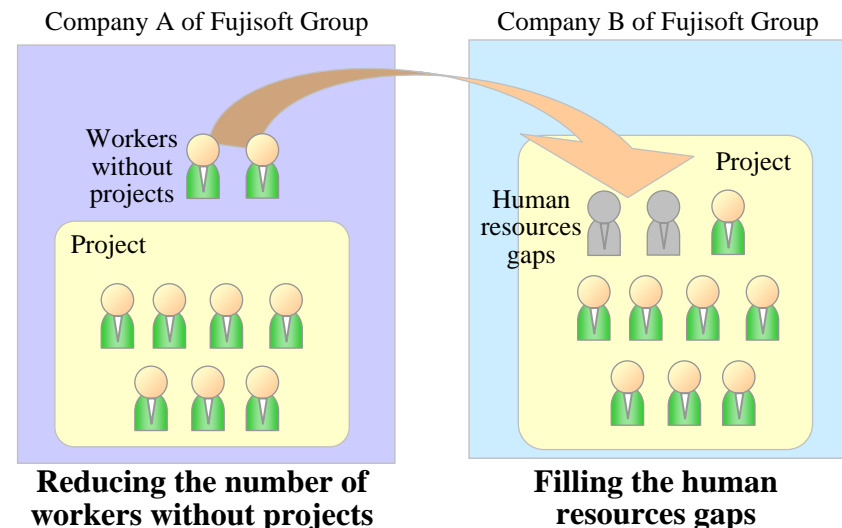 Company A of Fujisoft Group
Workers
without
projects
Project
Reducing the number of
workers without projects
Company B of Fujisoft Group
Project
Human
resources
gaps
Filling the human
resources gaps